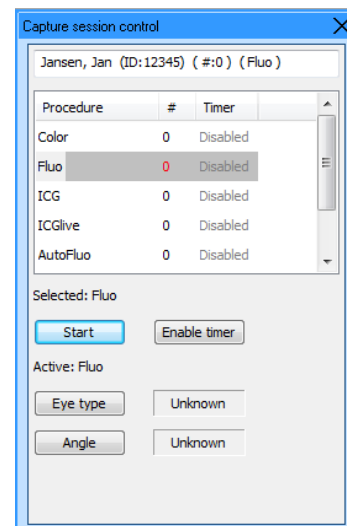 Capture session control
Jansen, Jan (ID:12345) ( #:0 ) (Fluo )
Procedure # Timer
Color 0 Disabled
Fluo 0 Disabled
ICG 0 Disabled
ICGlive 0 Disabled
AutoFluo 0 Disabled
Selected: Fluo
Start Enable timer
Active: Fluo
Eye type Unknown
Angle Unknown